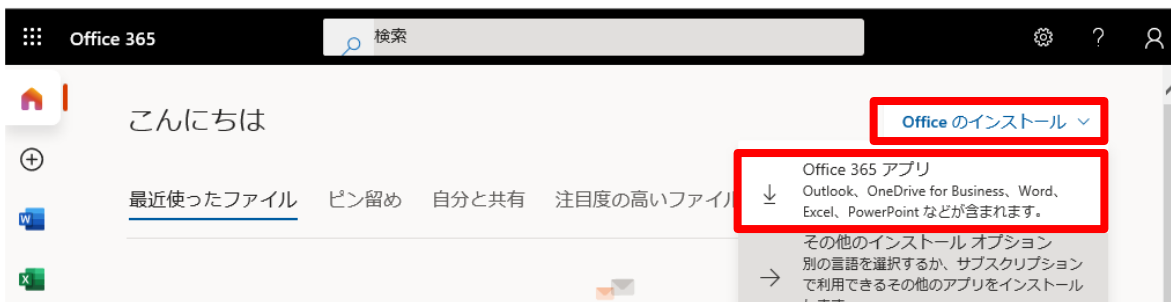 Office 365
検索
?
こんにちは
Office のインストール
Office 365 アプリ
Outlook、OneDrive for Business、Word、
Excel、PowerPoint などが含まれます。
最近使ったファイル ピン留め 自分と共有 注目度の高いファイル
その他のインストール オプション
別の言語を選択するか、サブスクリプション
で利用できるその他のアプリをインストール